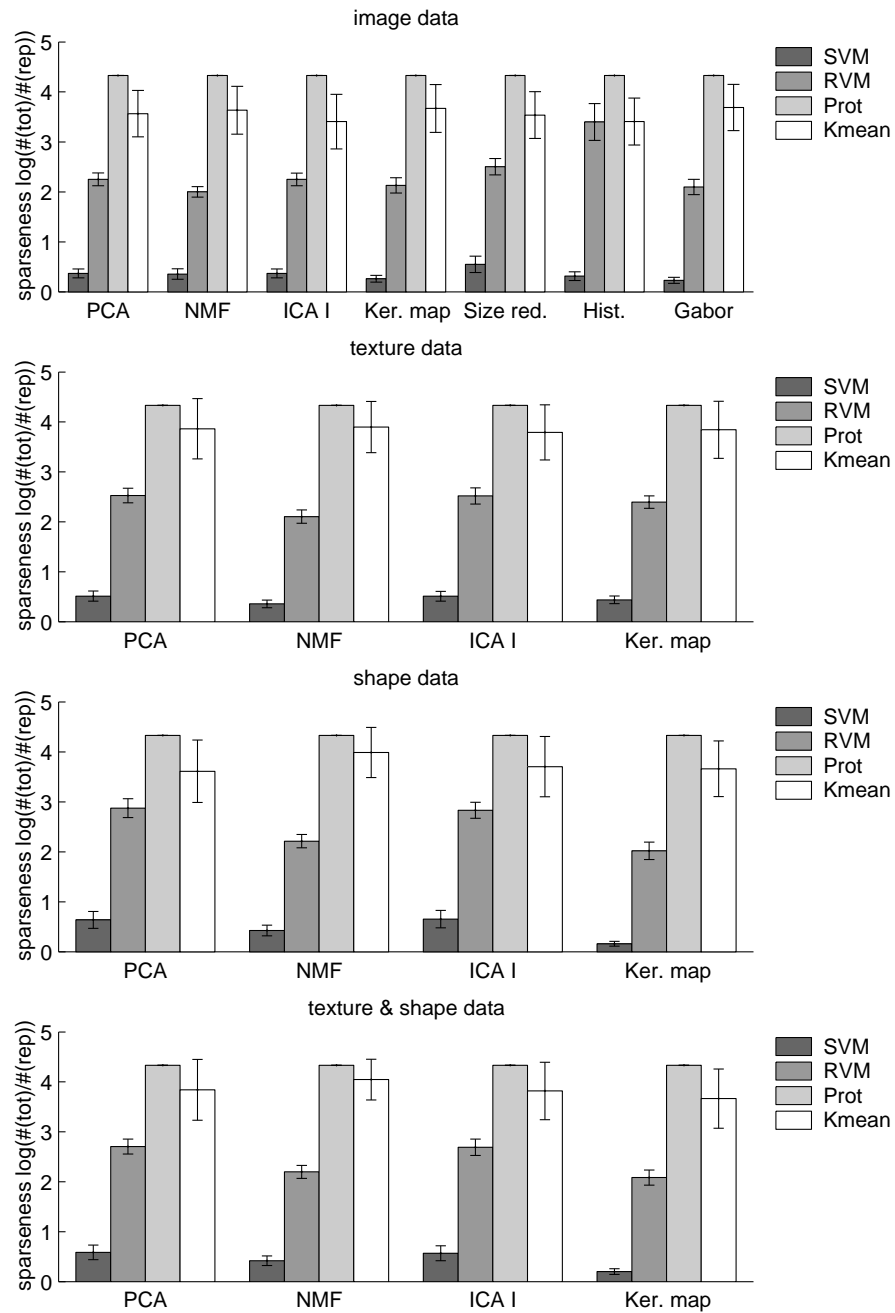 image data
sparseness log(#(tot)/#(rep))
5
4
3
2
1
0
PCA NMF ICA I Ker. map Size red. Hist. Gabor
SVM
RVM
Prot
Kmean
texture data
sparseness log(#(tot)/#(rep))
5
4
3
2
1
0
PCA NMF ICA I Ker. map
SVM
RVM
Prot
Kmean
shape data
sparseness log(#(tot)/#(rep))
5
4
3
2
1
0
PCA NMF ICA I Ker. map
SVM
RVM
Prot
Kmean
texture & shape data
sparseness log(#(tot)/#(rep))
5
4
3
2
1
0
PCA NMF ICA I Ker. map
SVM
RVM
Prot
Kmean